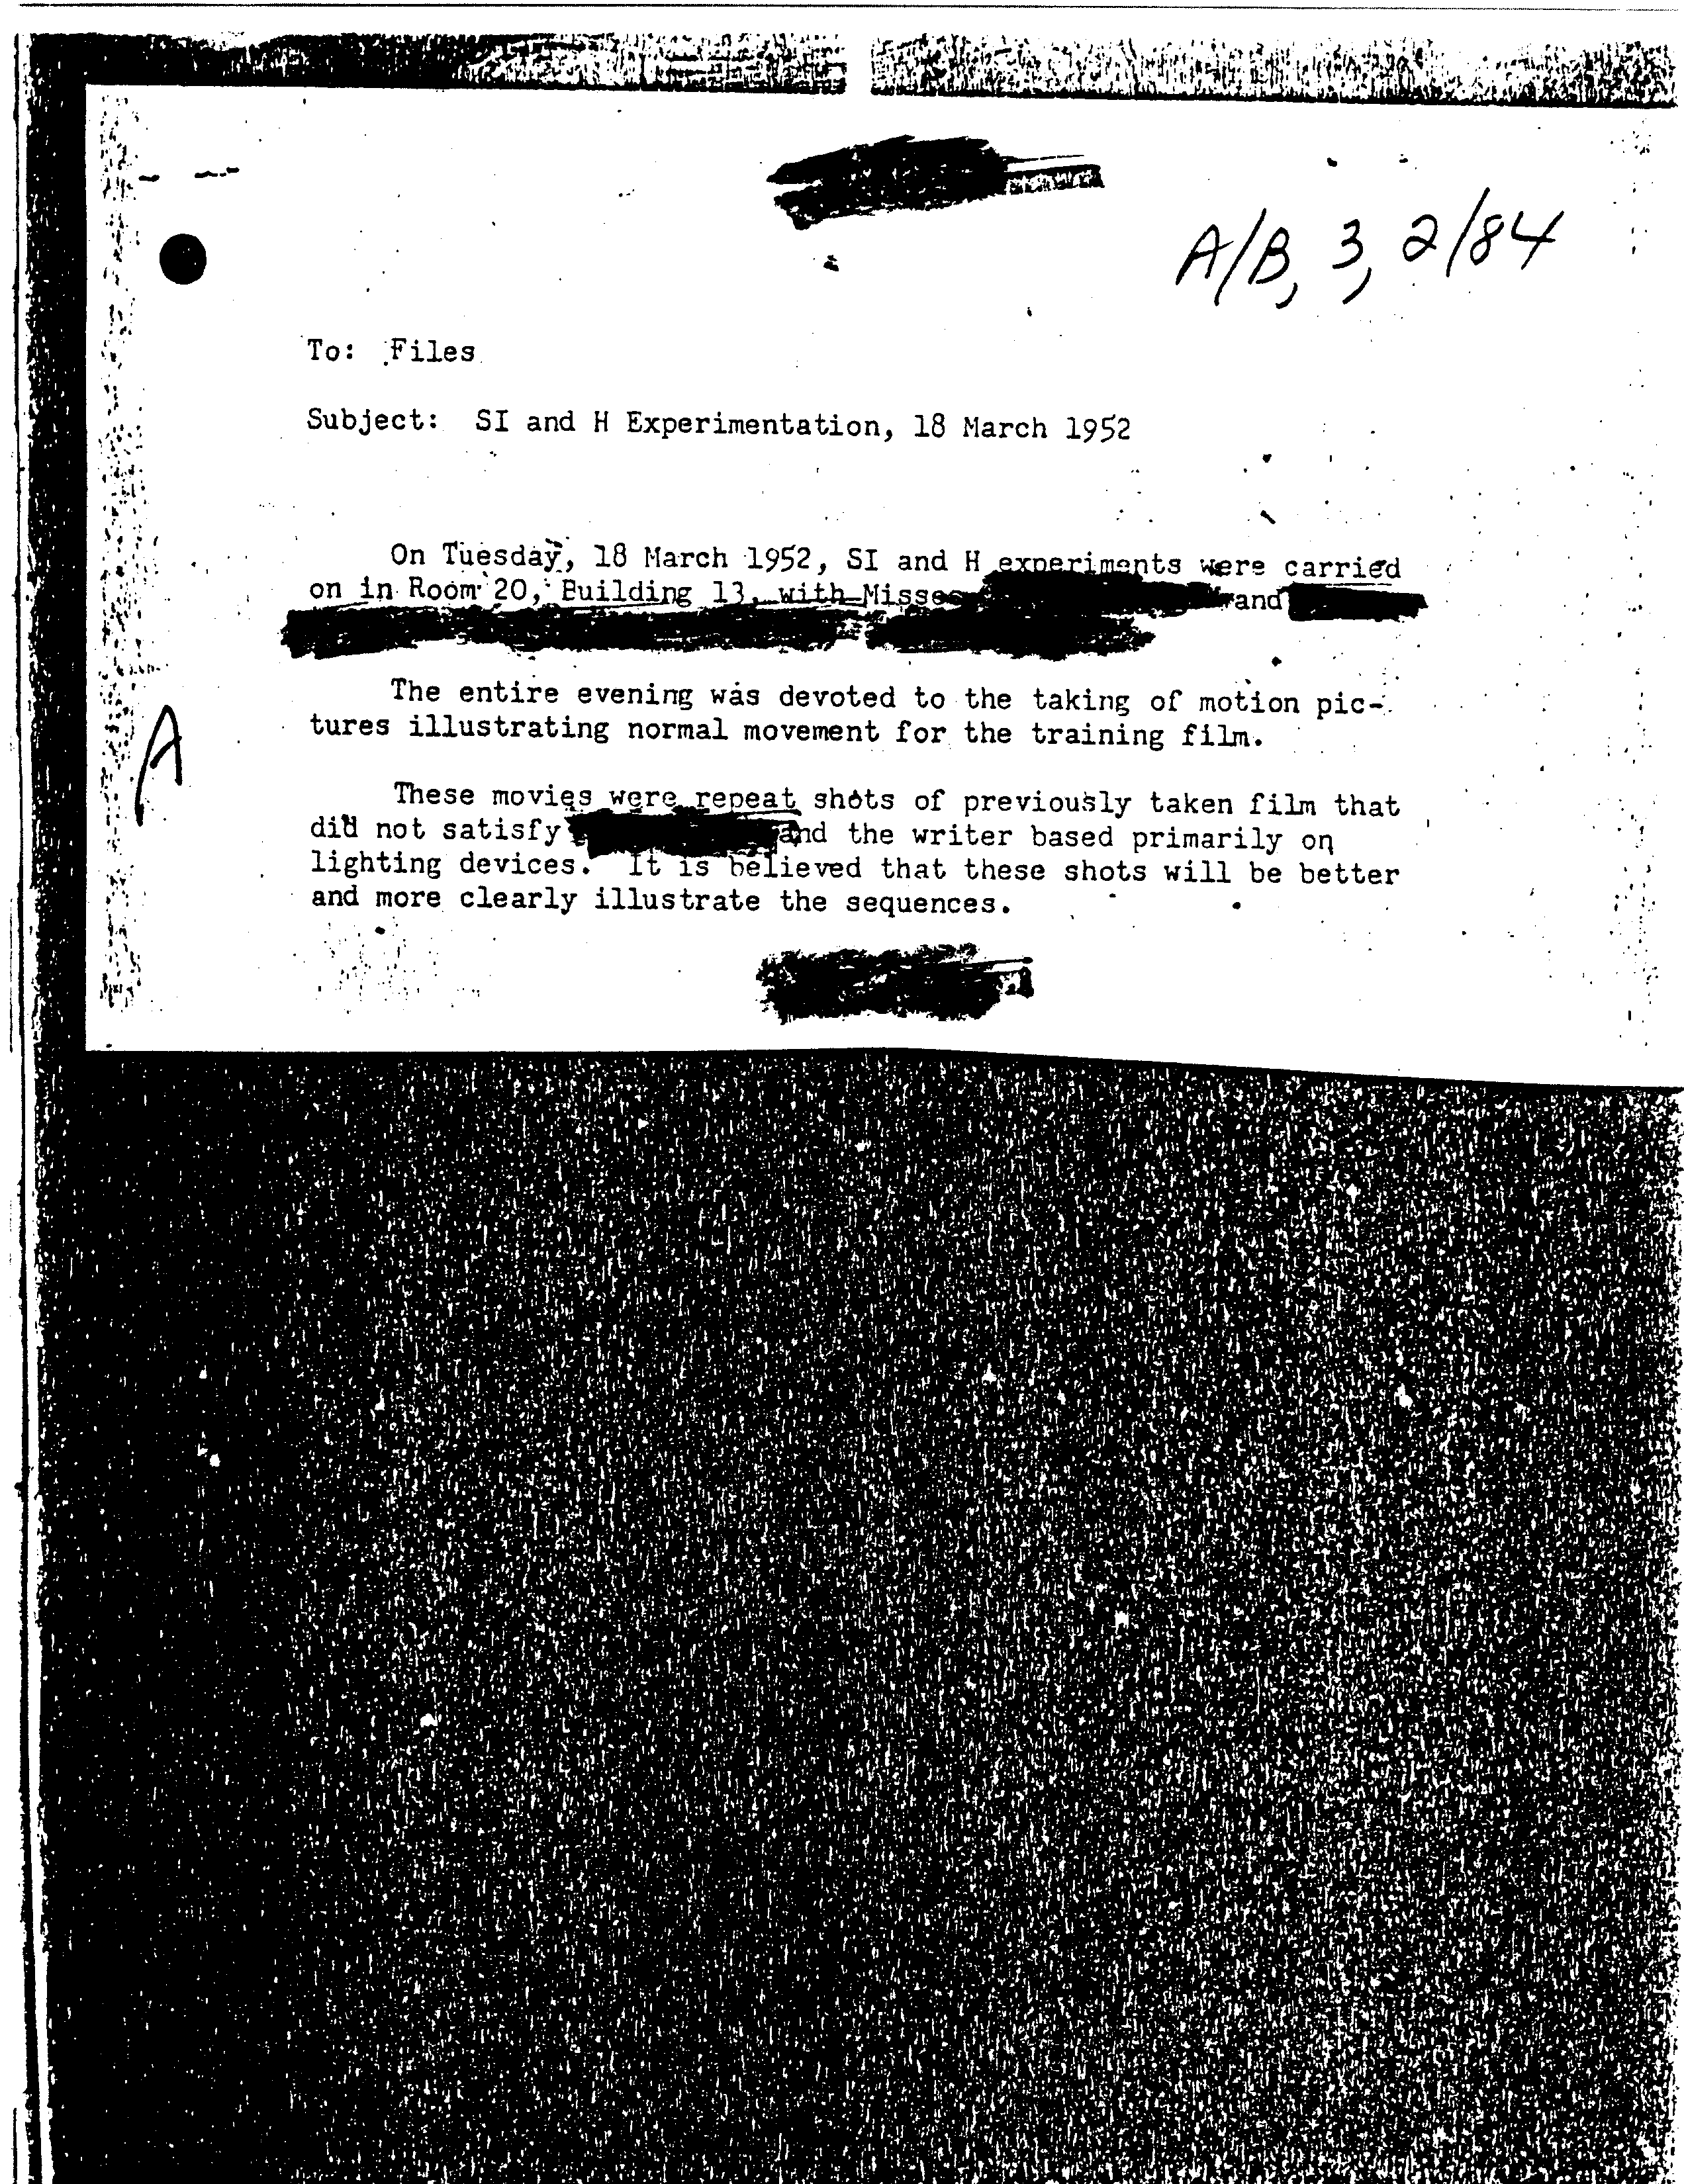 A/B, 3, 2/84
To: Files
Subject: SI and H Experimentation, 18 March 1952
On Tuesday, 18 March 1952, SI and H experiments were carried
on in Room 20, Building 13, with Misses and
The entire evening was devoted to the taking of motion pic-
tures illustrating normal movement for the training film.
A
These movies were repeat shots of previously taken film that
did not satisfy and the writer based primarily on
lighting devices. It is believed that these shots will be better
and more clearly illustrate the sequences.